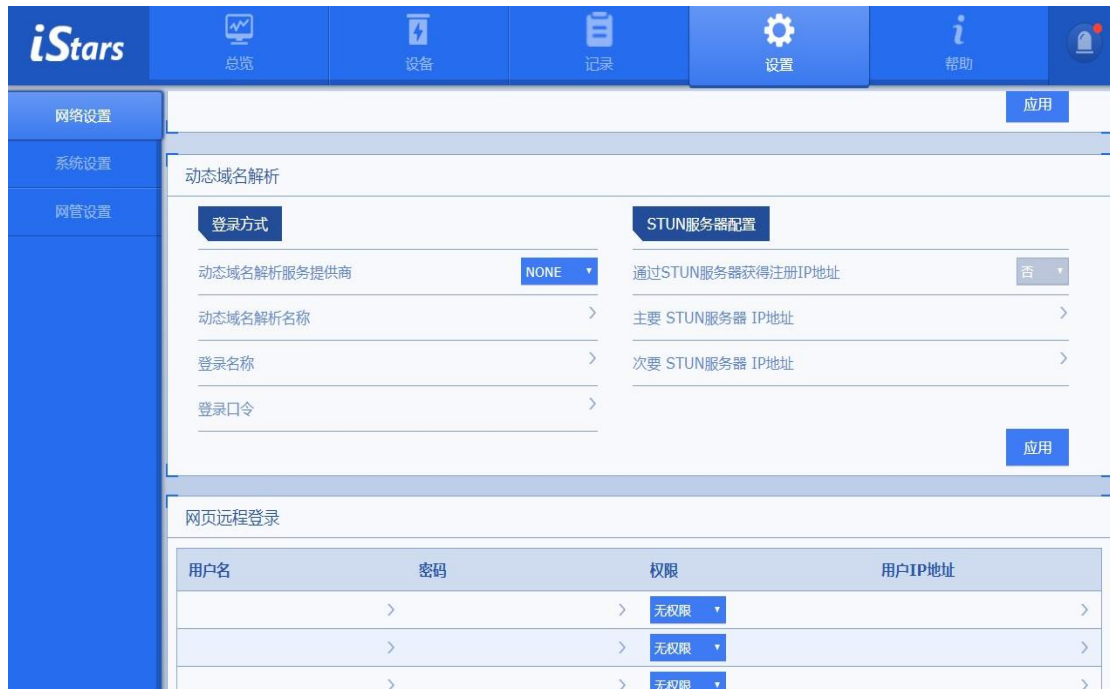 iStars
总览
设备
记录
设置
帮助
网络设置
系统设置
网管设置
应用
动态域名解析
登录方式
STUN服务器配置
动态域名解析服务提供商
NONE
通过STUN服务器获得注册IP地址
否
动态域名解析名称
主要 STUN服务器 IP地址
登录名称
次要 STUN服务器 IP地址
登录口令
应用
网页远程登录
用户名 密码 权限 用户IP地址
无权限
无权限
无权限